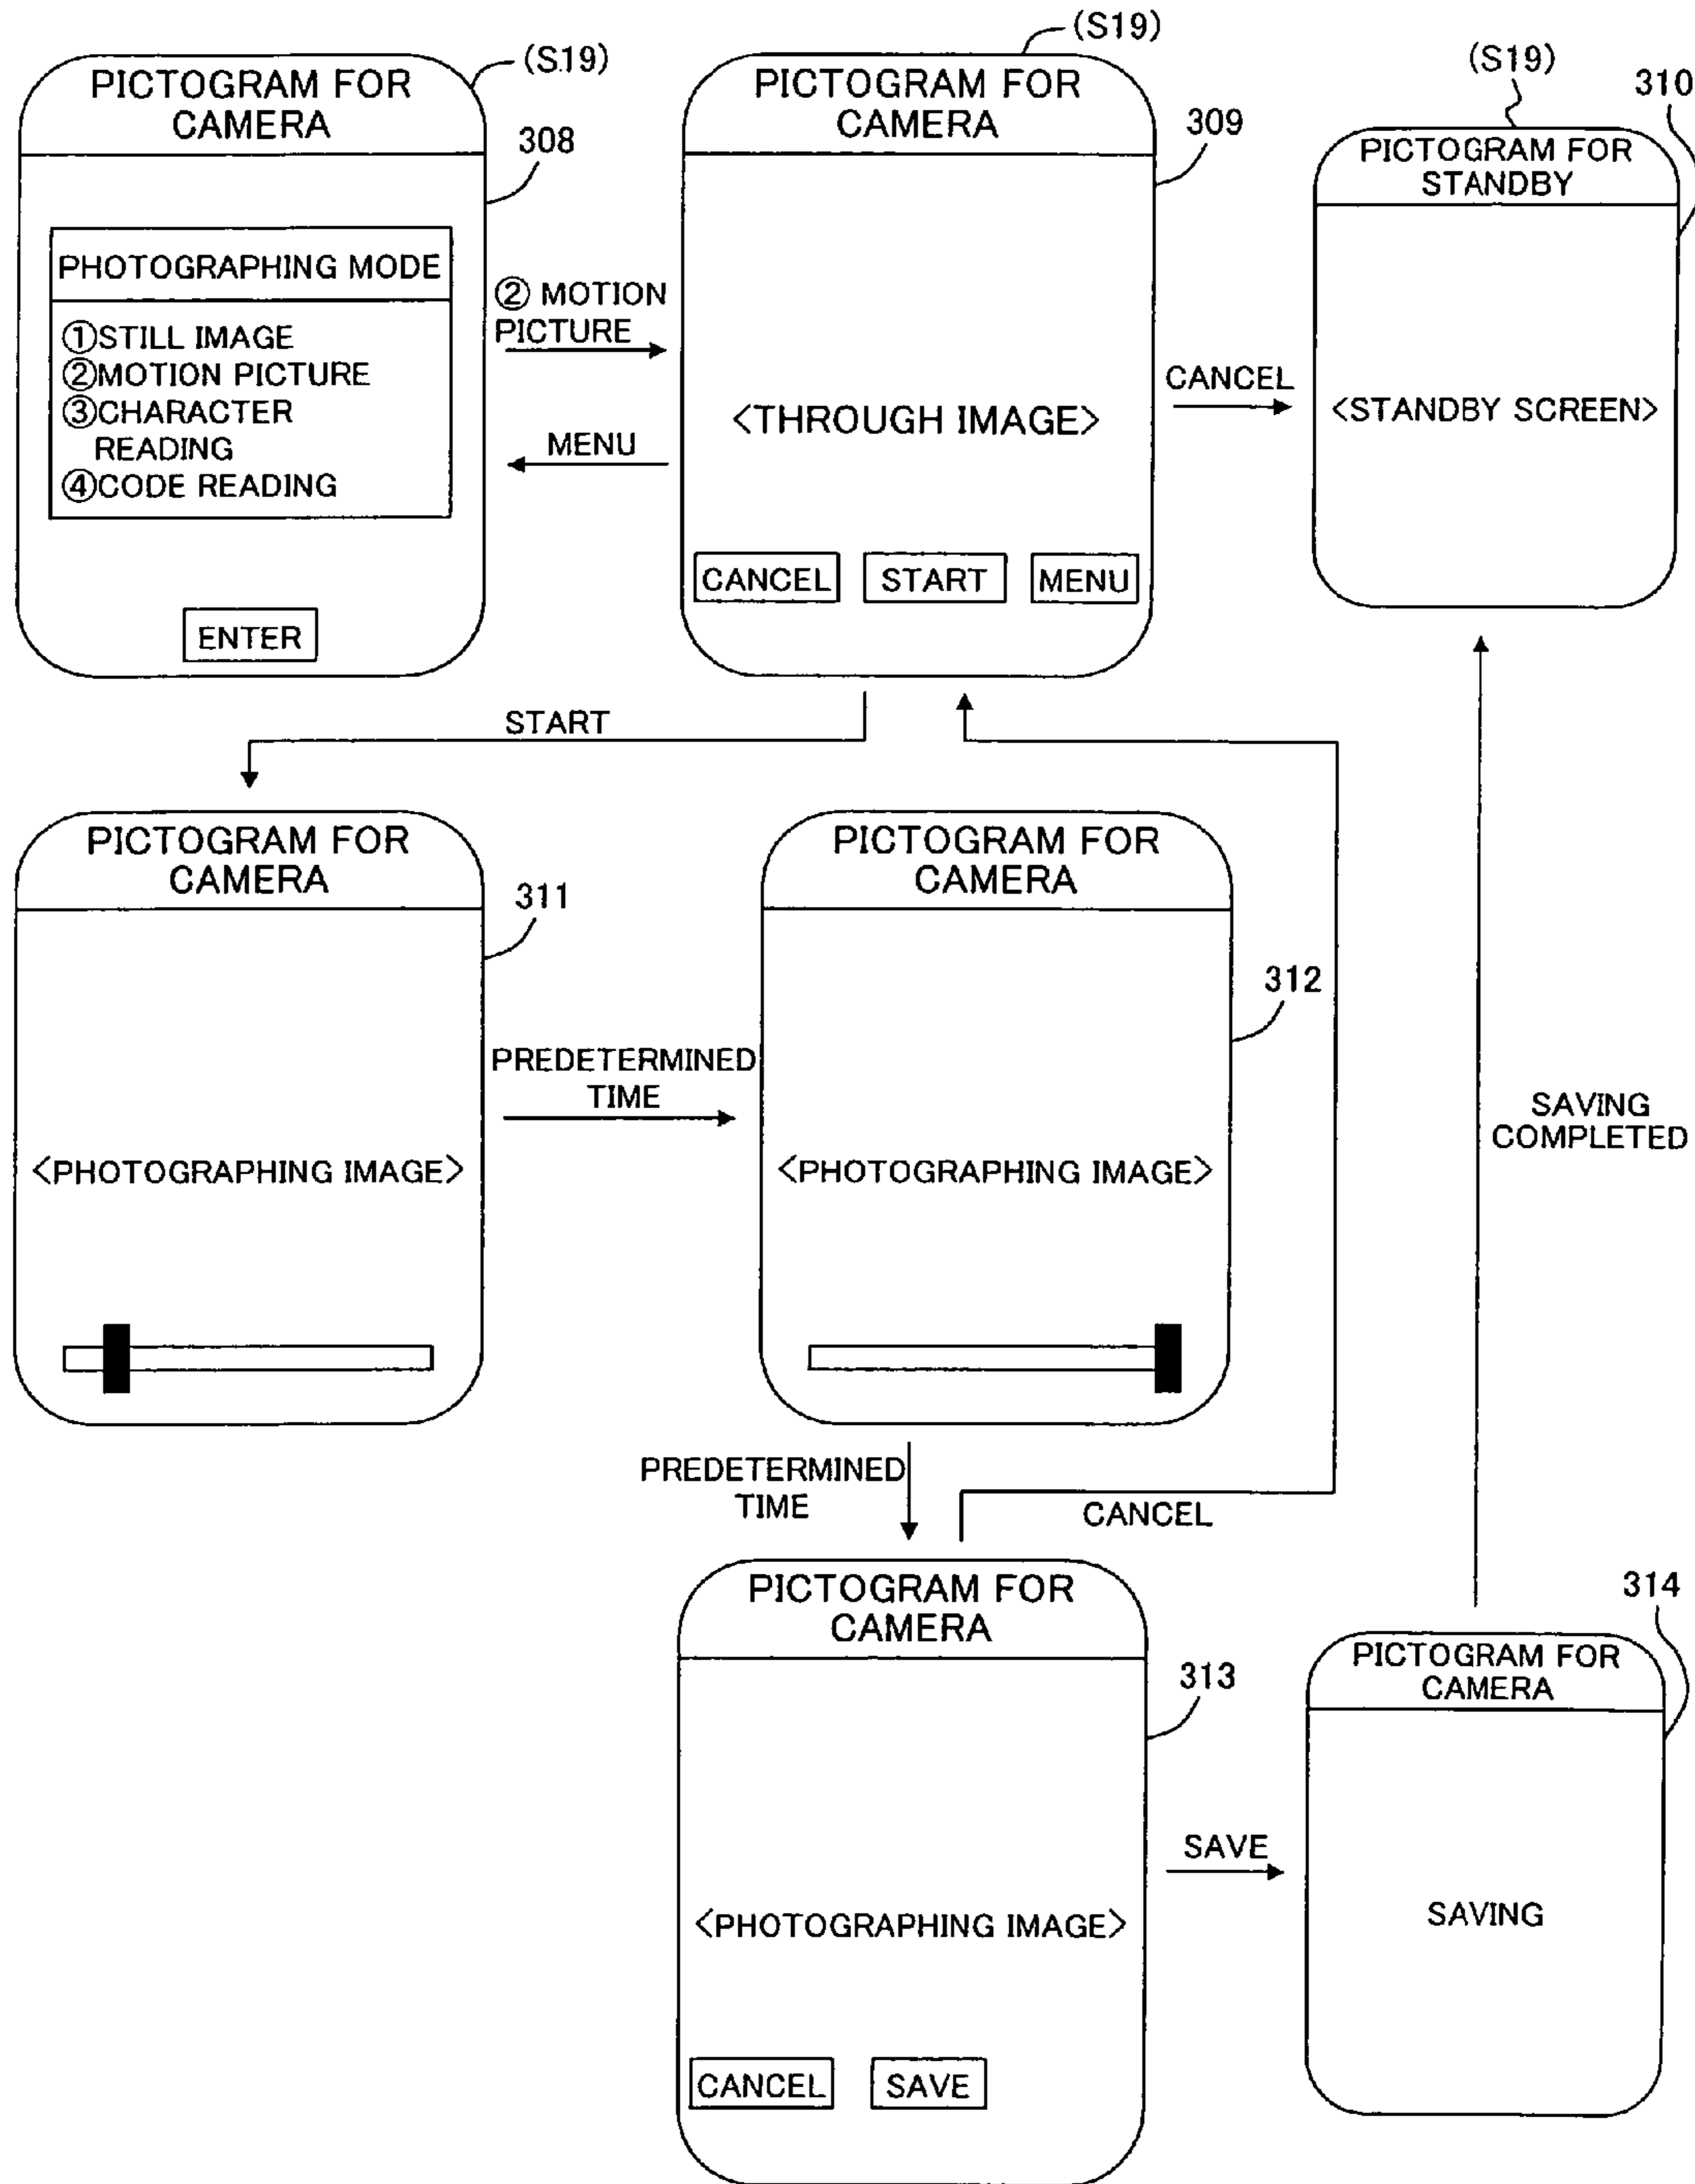 (S19)
PICTOGRAM FOR
CAMERA
308
PHOTOGRAPHING MODE
①STILL IMAGE
②MOTION PICTURE
③CHARACTER
READING
④CODE READING
ENTER
② MOTION
PICTURE
MENU
(S19)
PICTOGRAM FOR
CAMERA
309
<THROUGH IMAGE>
CANCEL
START
MENU
CANCEL
(S19)
310
PICTOGRAM FOR
STANDBY
<STANDBY SCREEN>
START
PICTOGRAM FOR
CAMERA
311
<PHOTOGRAPHING IMAGE>
PREDETERMINED
TIME
PICTOGRAM FOR
CAMERA
312
<PHOTOGRAPHING IMAGE>
SAVING
COMPLETED
PREDETERMINED
TIME
CANCEL
PICTOGRAM FOR
CAMERA
313
<PHOTOGRAPHING IMAGE>
CANCEL
SAVE
SAVE
314
PICTOGRAM FOR
CAMERA
SAVING